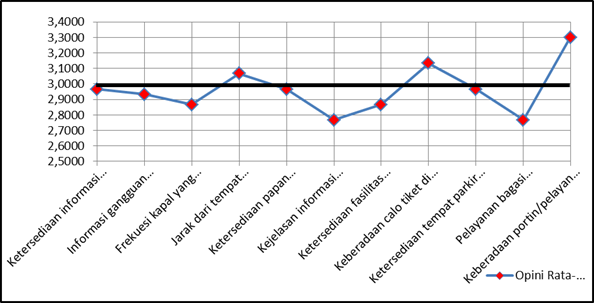 3,4000
3,3000
3,2000
3,1000
3,0000
2,9000
2,8000
2,7000
2,6000
2,5000
Ketersediaan informasi...
Informasi gangguan...
Frekuesi kapal yang...
Jarak dari tempat...
Ketersediaan papan...
Kejelasan informasi...
Ketersediaan fasilitas...
Keberadaan calo tiket di...
Ketersediaan tempat parkir...
Pelayanan bagasi...
Keberadaan portin/pelayan...
Opini Rata-...